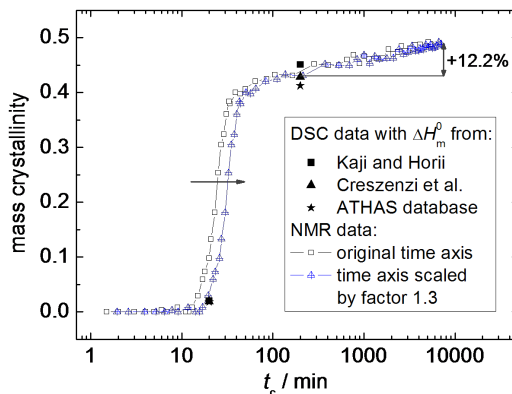 0.5
0.4
0.3
0.2
0.1
0.0
mass crystallinity
+12.2%
DSC data with ΔH⁰ₘ from:
Kaji and Horii
Creszenzi et al.
ATHAS database
NMR data:
original time axis
time axis scaled
by factor 1.3
1 10 100 1000 10000
t_c / min